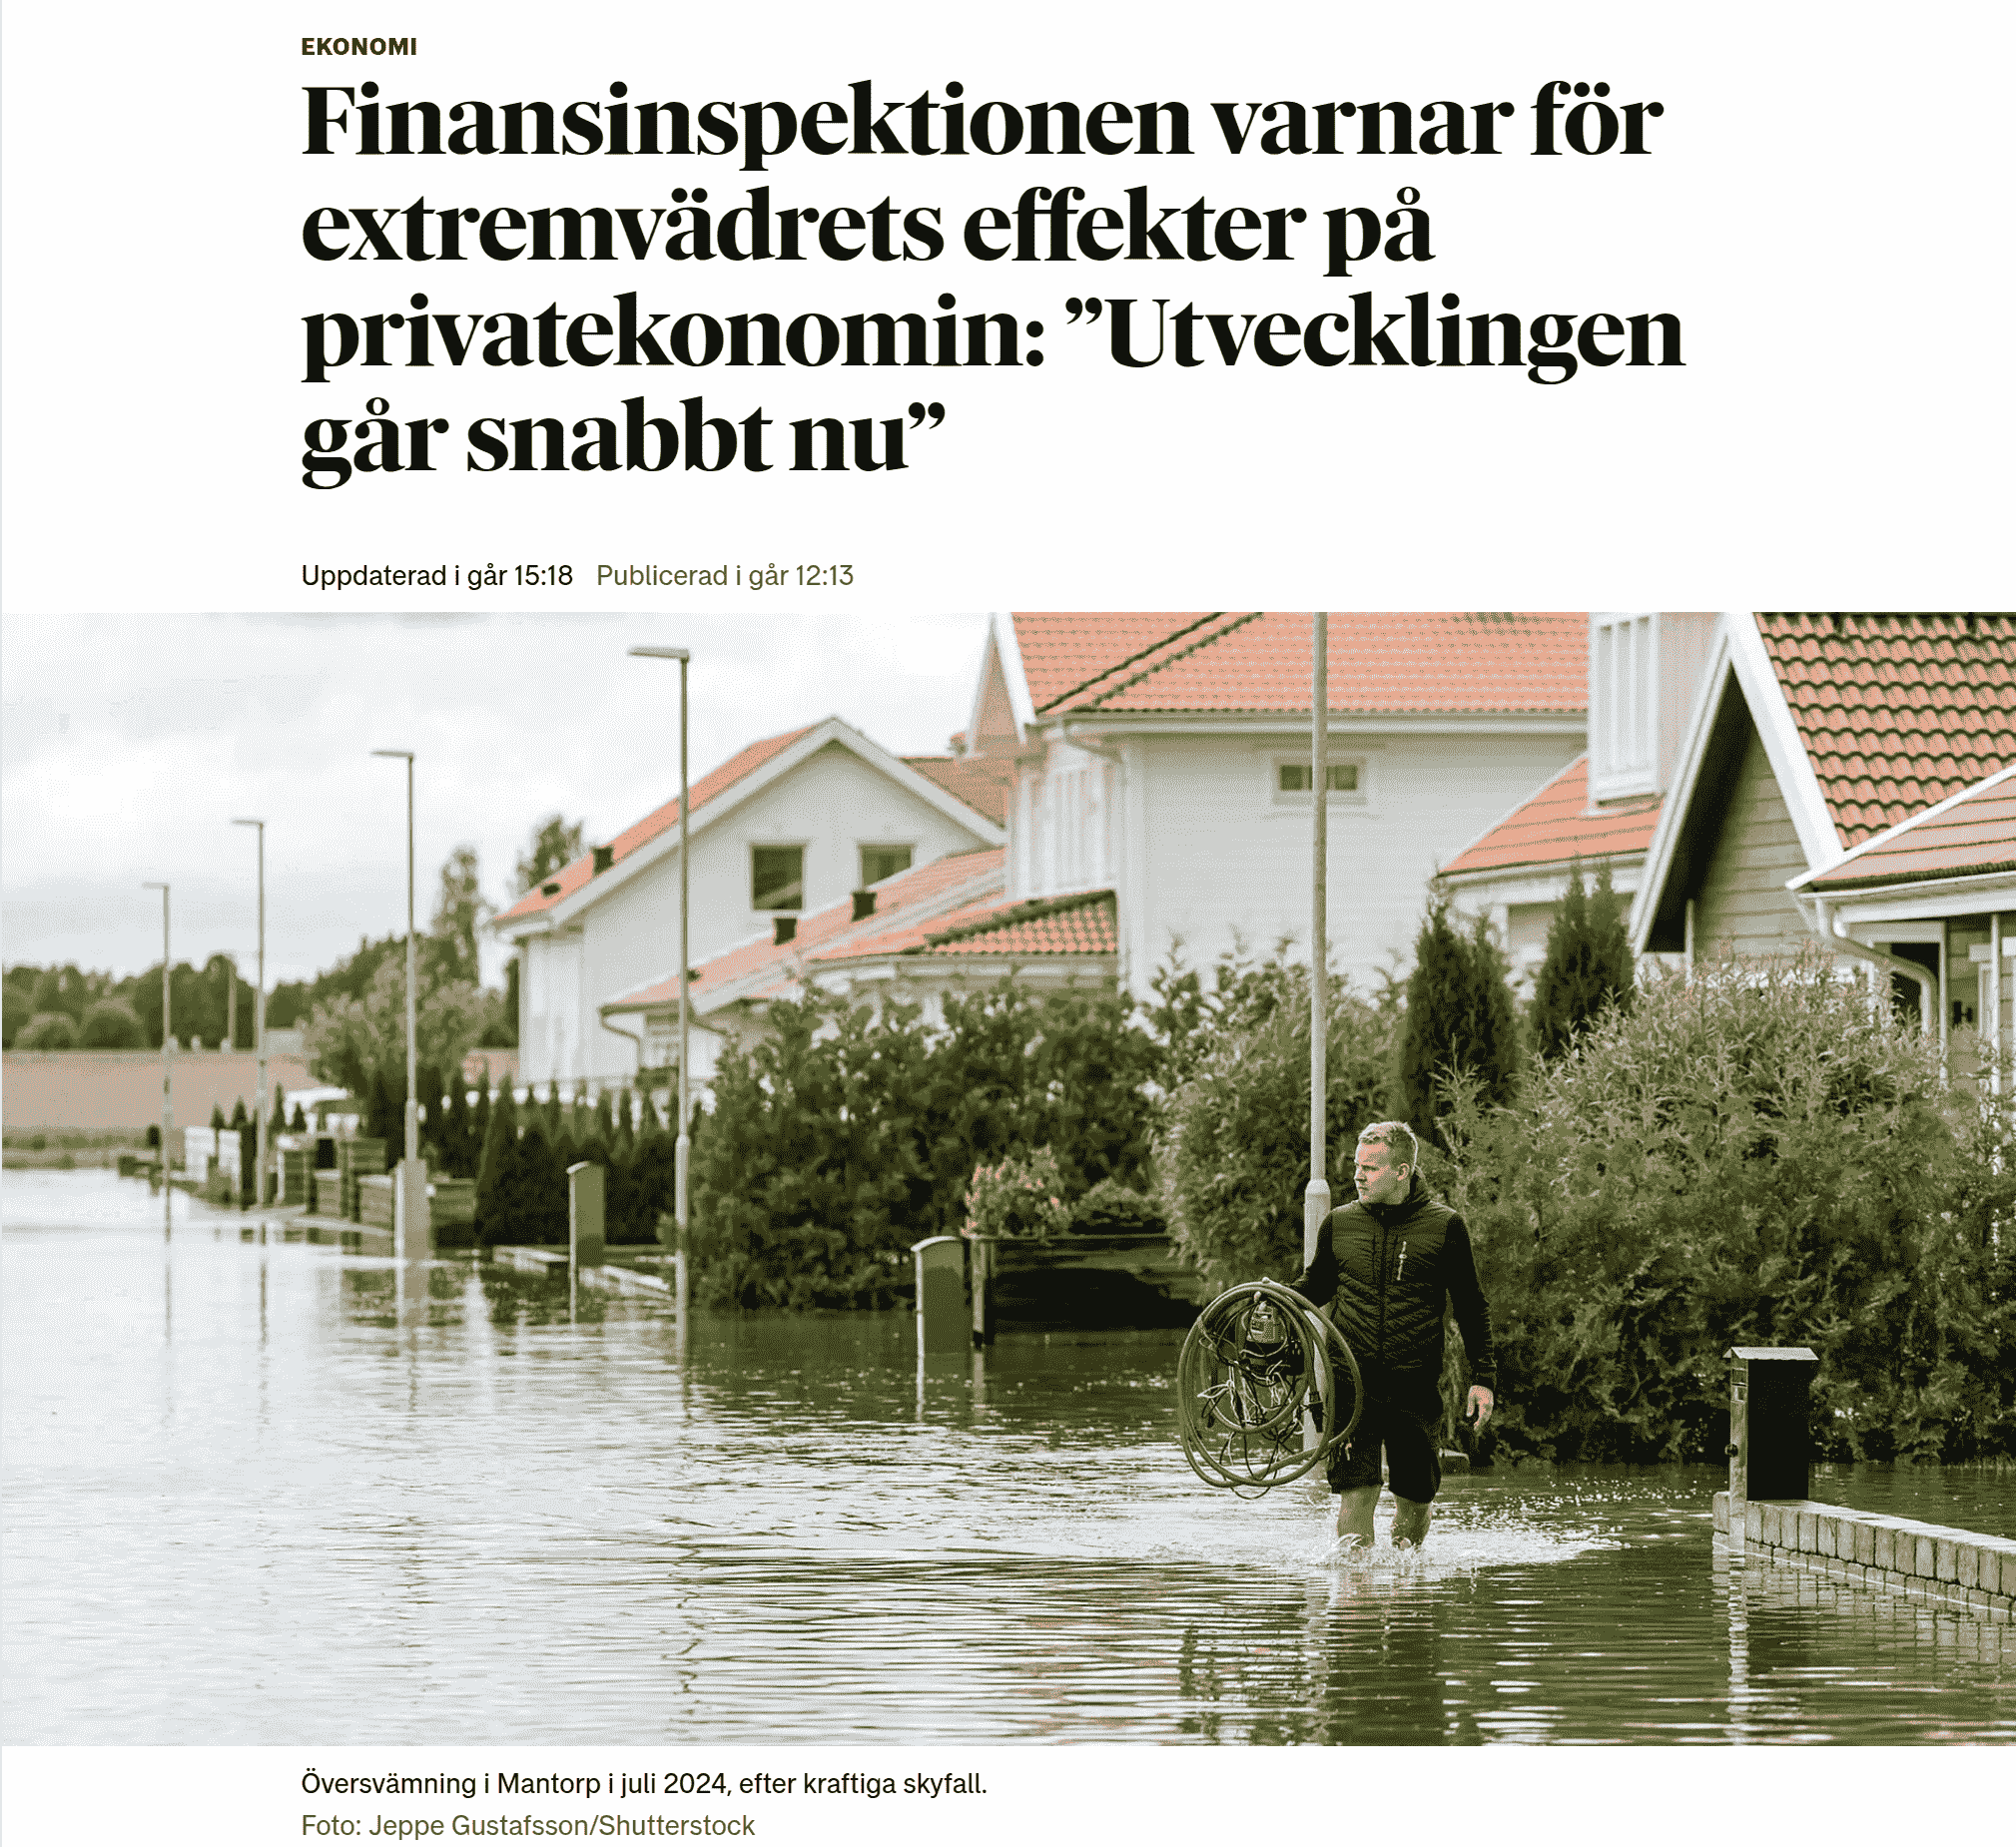 EKONOMI
Finansinspektionen varnar för
extremvädrets effekter på
privatekonomin: ”Utvecklingen
går snabbt nu”
Uppdaterad i går 15:18 Publicerad i går 12:13
Översvämning i Mantorp i juli 2024, efter kraftiga skyfall.
Foto: Jeppe Gustafsson/Shutterstock